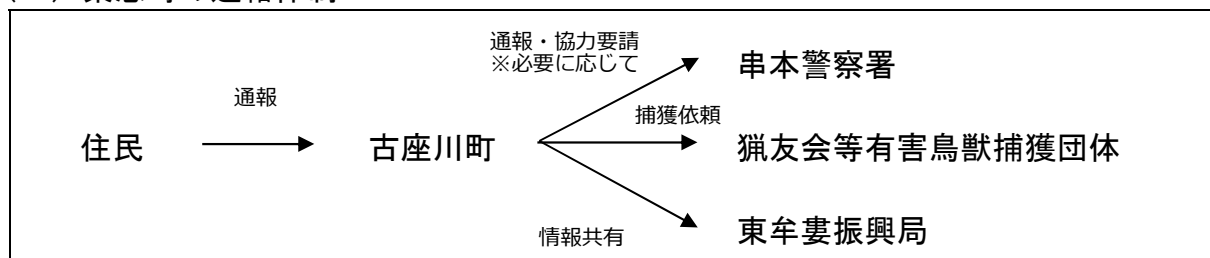 通報・協力要請
※必要に応じて
串本警察署
通報
捕獲依頼
住民
古座川町
猟友会等有害鳥獣捕獲団体
情報共有
東牟婁振興局